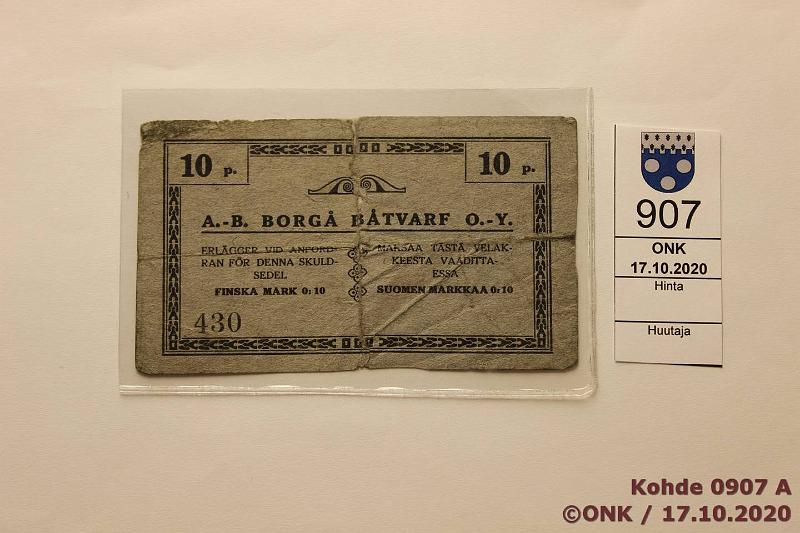 10 p.
10 p.
A.-B. BORGÅ BÅTVARF O.-Y.
ERLÄGGER VID ANFORD-
RAN FÖR DENNA SKULD-
SEDEL
FINSKA MARK 0:10
MAKSAA TÄSTÄ VELAK-
KEESTA VAADITTA-
ESSA
SUOMEN MARKKAA 0:10
430
907
ONK
17.10.2020
Hinta
Huutaja
Kohde 0907 A
©ONK / 17.10.2020